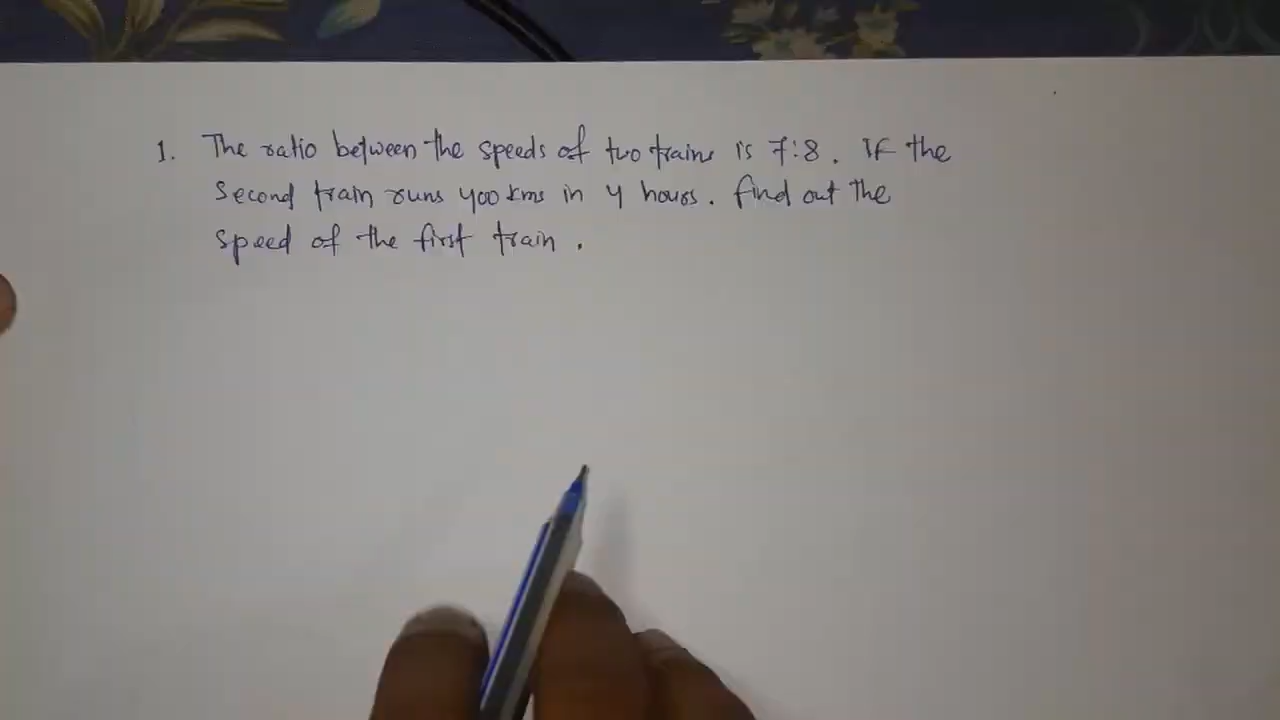 1. The ratio between the speeds of two trains is 7:8. If the
Second train runs 400 kms in 4 hours. find out the
speed of the first train.